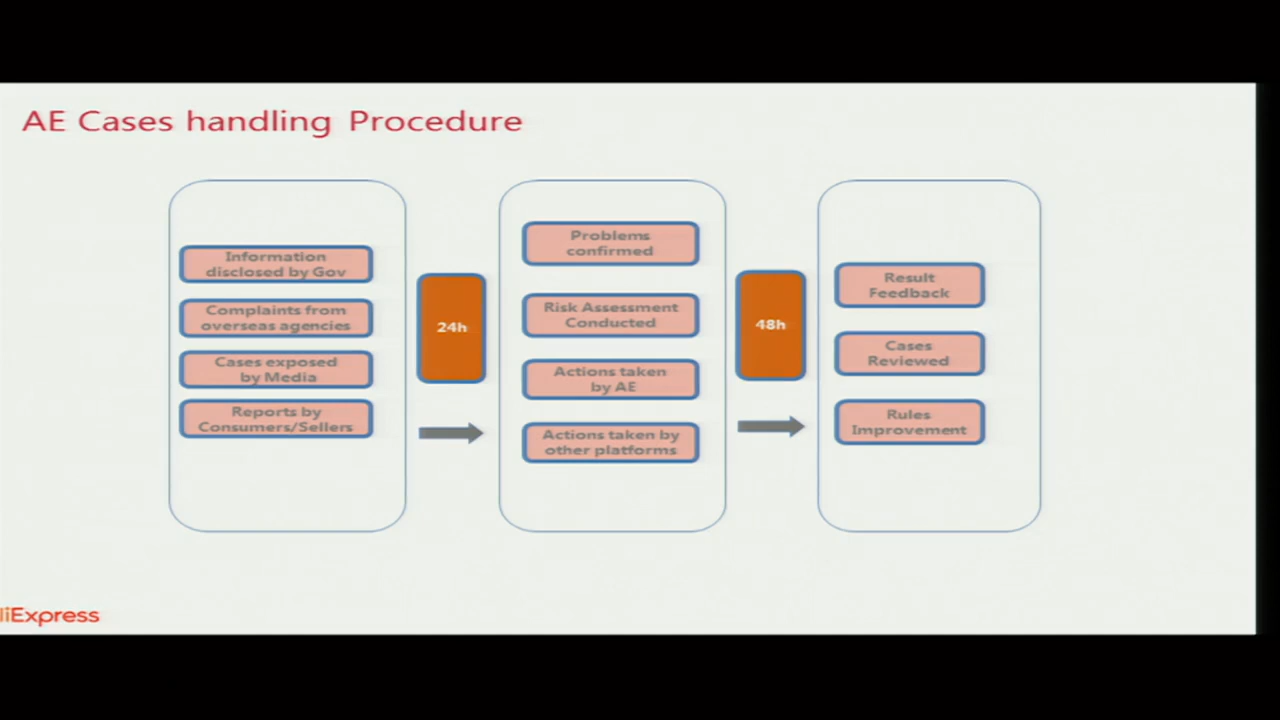 AE Cases handling Procedure
Information
disclosed by Gov
Complaints from
overseas agencies
Cases exposed
by Media
Reports by
Consumers/Sellers
24h
Problems
confirmed
Risk Assessment
Conducted
Actions taken
by AE
Actions taken by
other platforms
48h
Result
Feedback
Cases
Reviewed
Rules
Improvement
liExpress